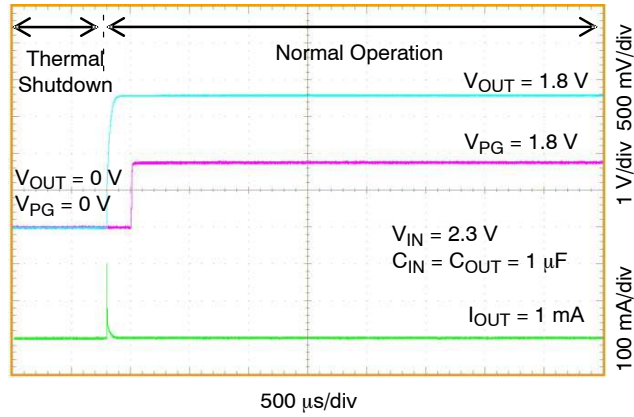 Thermal
Shutdown
Normal Operation
VOUT = 1.8 V
VPG = 1.8 V
VOUT = 0 V
VPG = 0 V
VIN = 2.3 V
CIN = COUT = 1 μF
IOUT = 1 mA
500 μs/div
1 V/div 500 mV/div
100 mA/div